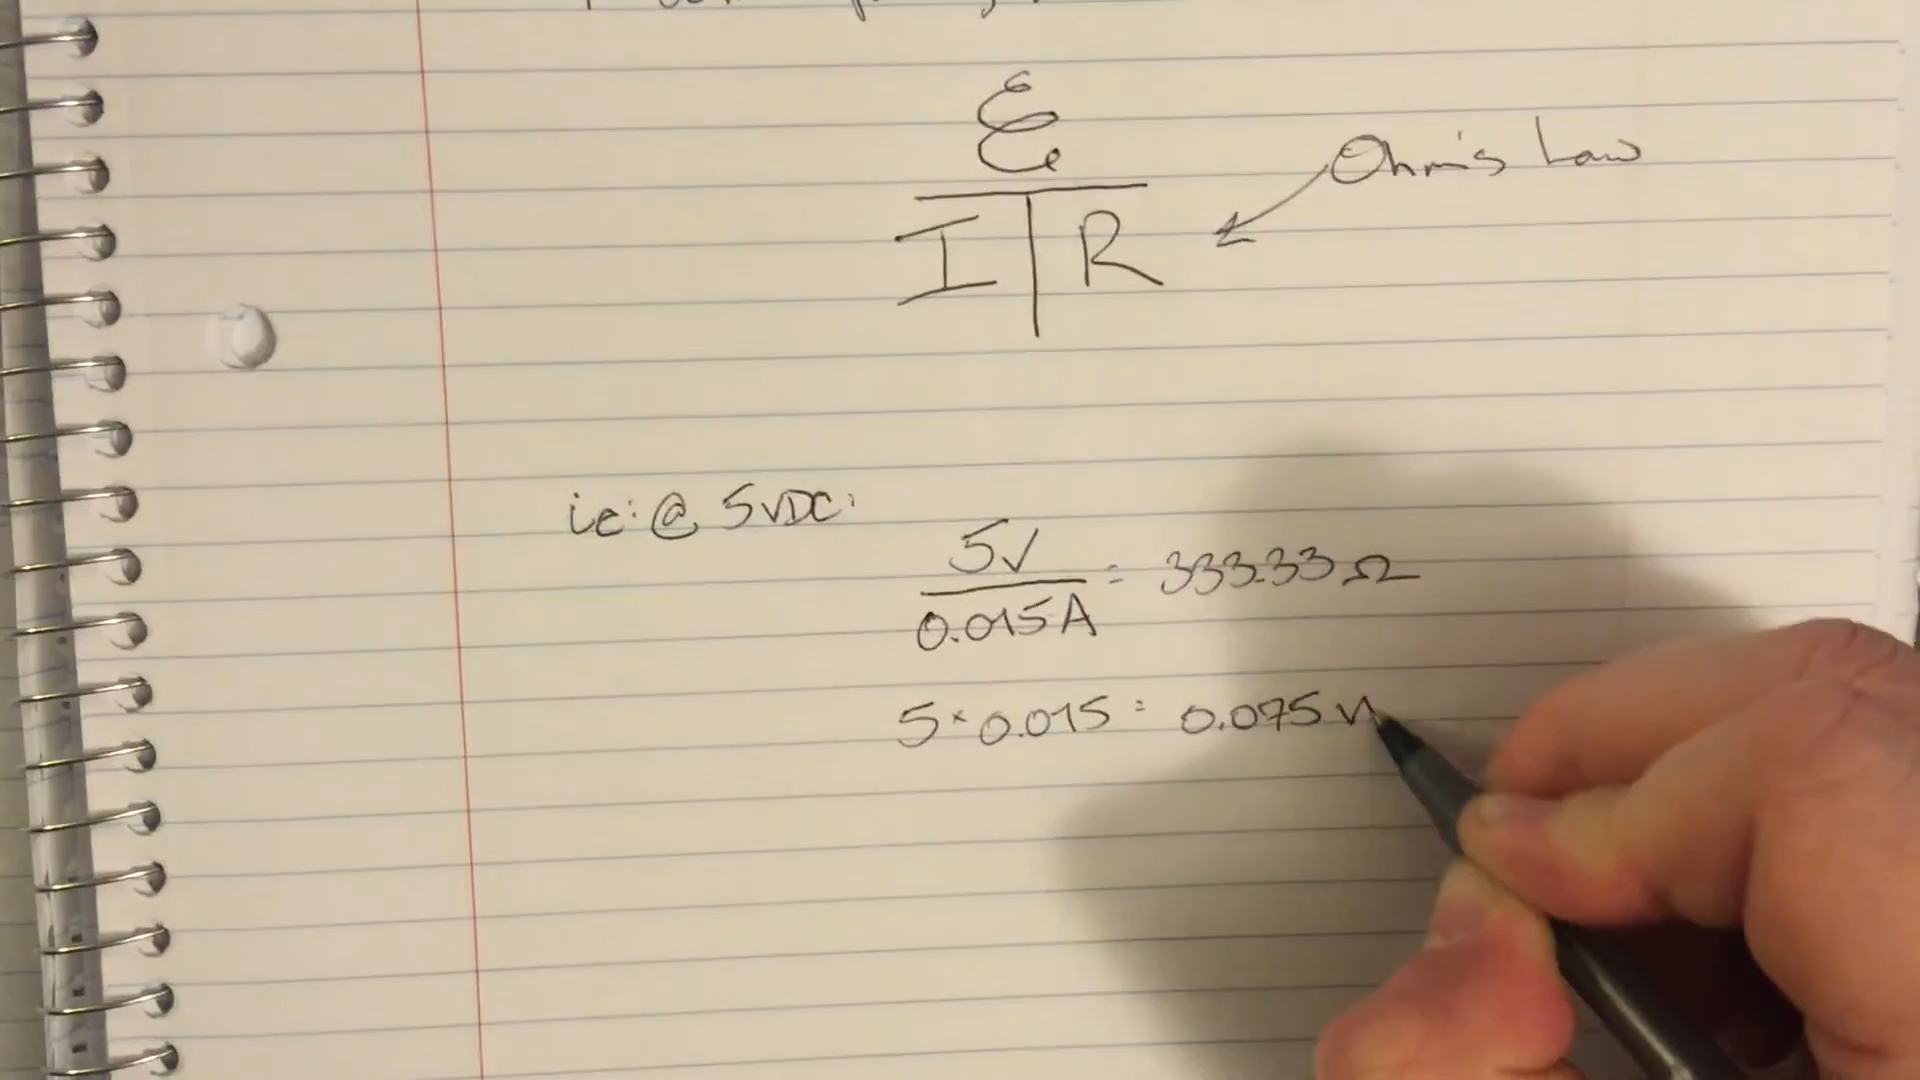 E
Ohm's Law
I R
ie: @ 5VDC:
5V
0.015A = 333.33 Ω
5 × 0.015 = 0.075 W